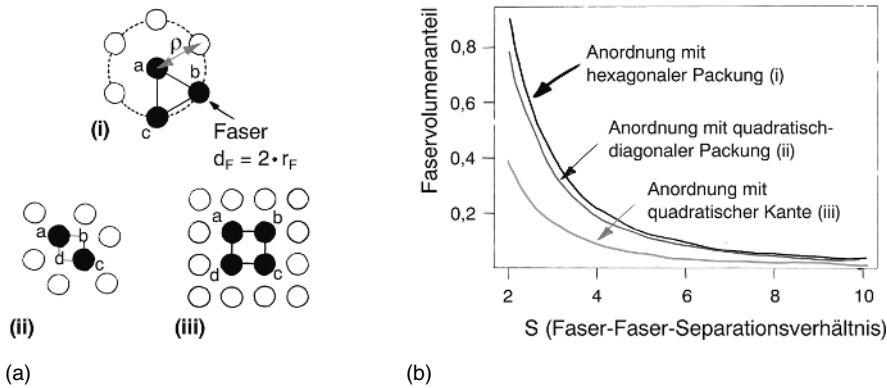 ρ
a
b
c
(i)
Faser
d_F = 2 • r_F
a
b
d
c
(ii)
a
b
d
c
(iii)
(a)
Faservolumenanteil
0,8
0,6
0,4
0,2
Anordnung mit
hexagonaler Packung (i)
Anordnung mit quadratisch-
diagonaler Packung (ii)
Anordnung mit
quadratischer Kante (iii)
2
4
6
8
10
S (Faser-Faser-Separationsverhältnis)
(b)